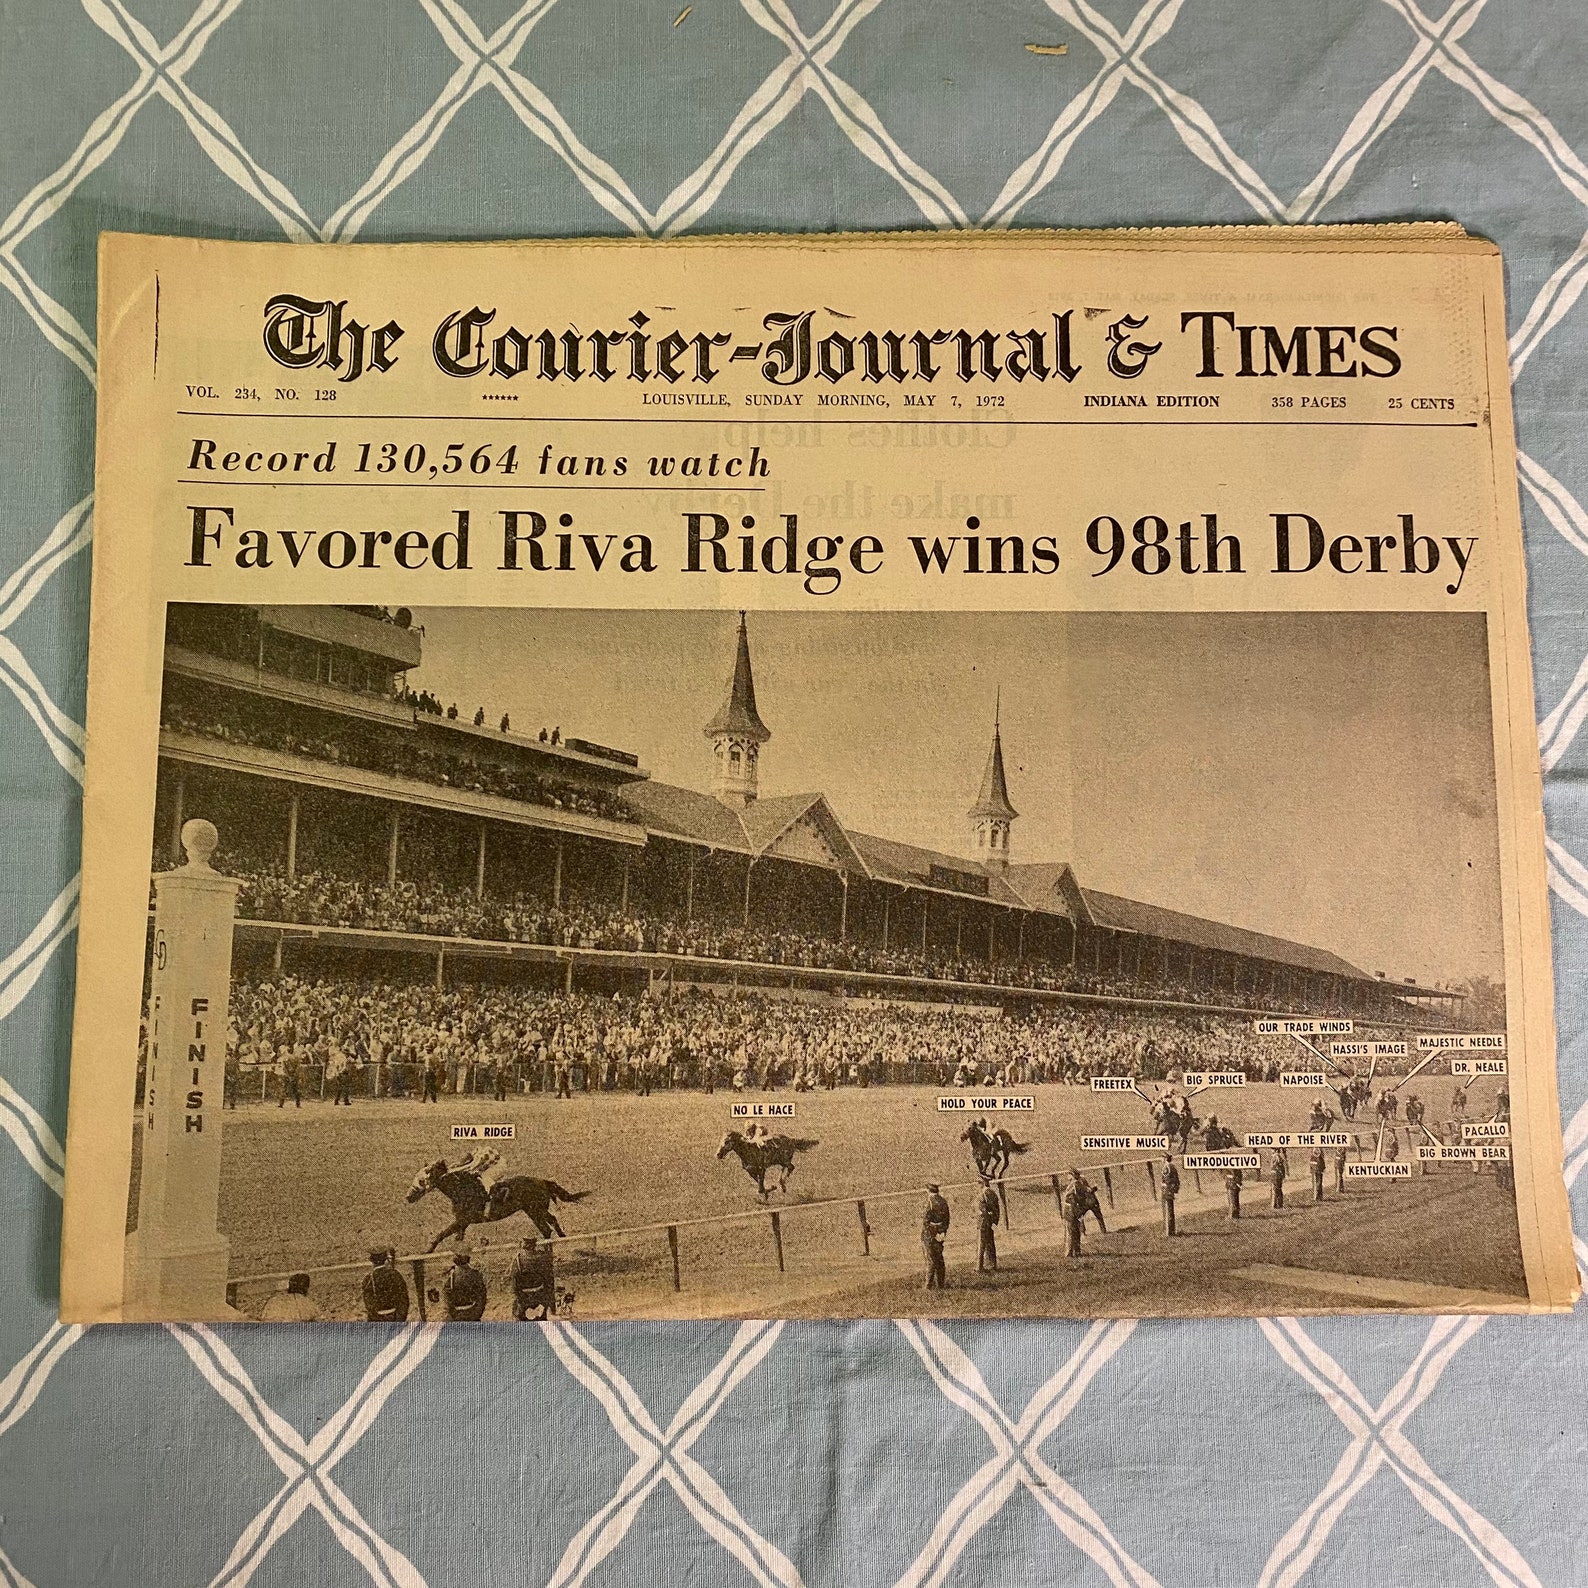 The Courier-Journal & TIMES
VOL. 234, NO. 128 ****** LOUISVILLE, SUNDAY MORNING, MAY 7, 1972 INDIANA EDITION 358 PAGES 25 CENTS
Record 130,564 fans watch
Favored Riva Ridge wins 98th Derby
OUR TRADE WINDS
HASSI'S IMAGE
MAJESTIC NEEDLE
DR. NEALE
FREETEX
BIG SPRUCE
NAPOISE
NO LE HACE
HOLD YOUR PEACE
RIVA RIDGE
SENSITIVE MUSIC
HEAD OF THE RIVER
PACALLO
INTRODUCTIVO
KENTUCKIAN
BIG BROWN BEAR
CD
FINISH
FINISH